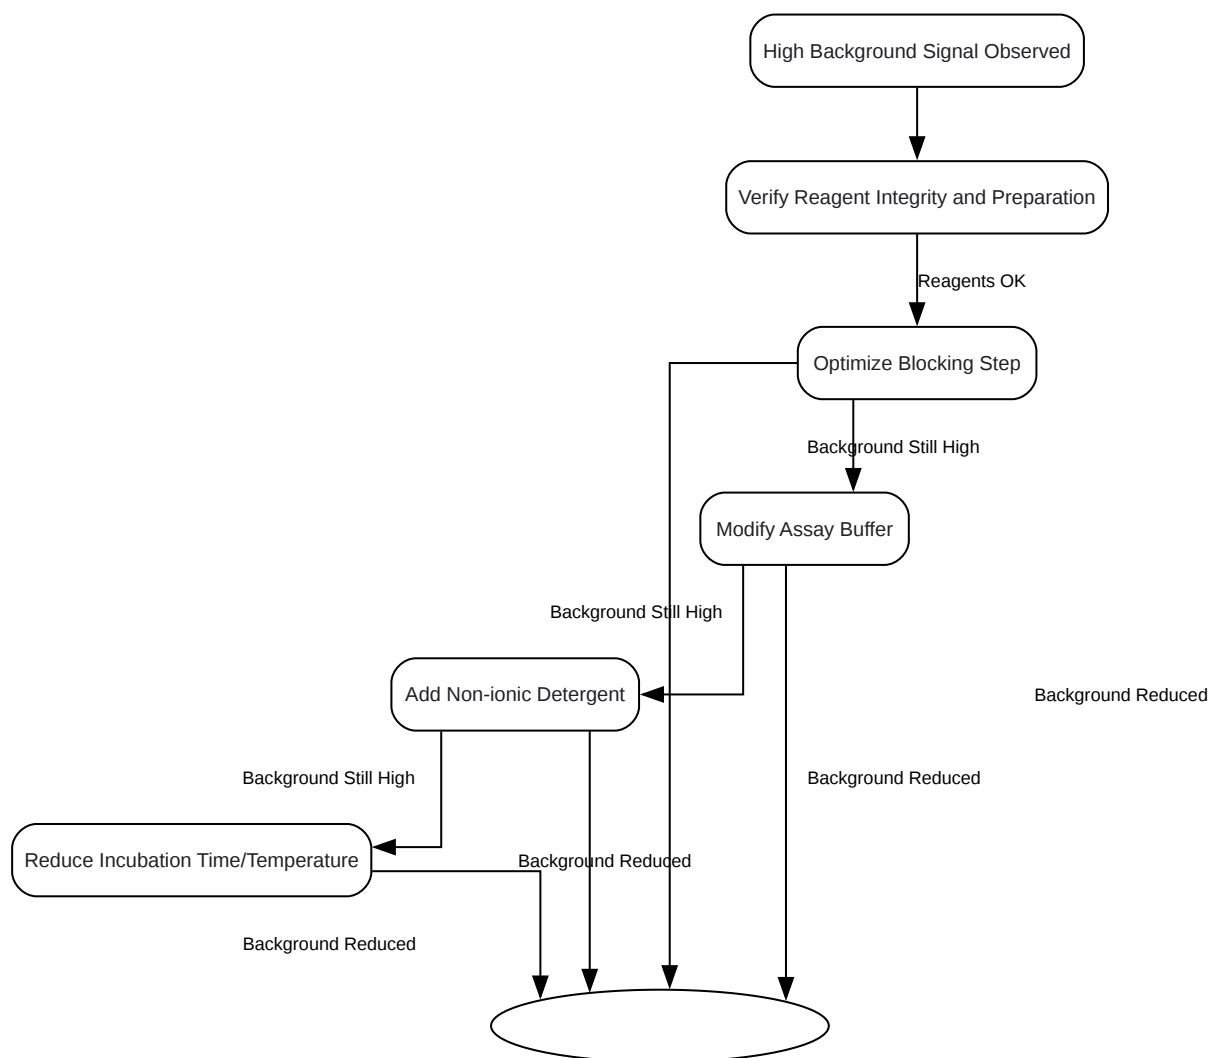 High Background Signal Observed
Verify Reagent Integrity and Preparation
Reagents OK
Optimize Blocking Step
Background Still High
Modify Assay Buffer
Background Still High
Add Non-ionic Detergent
Background Reduced
Background Still High
Background Reduced
Reduce Incubation Time/Temperature
Background Reduced
Background Reduced